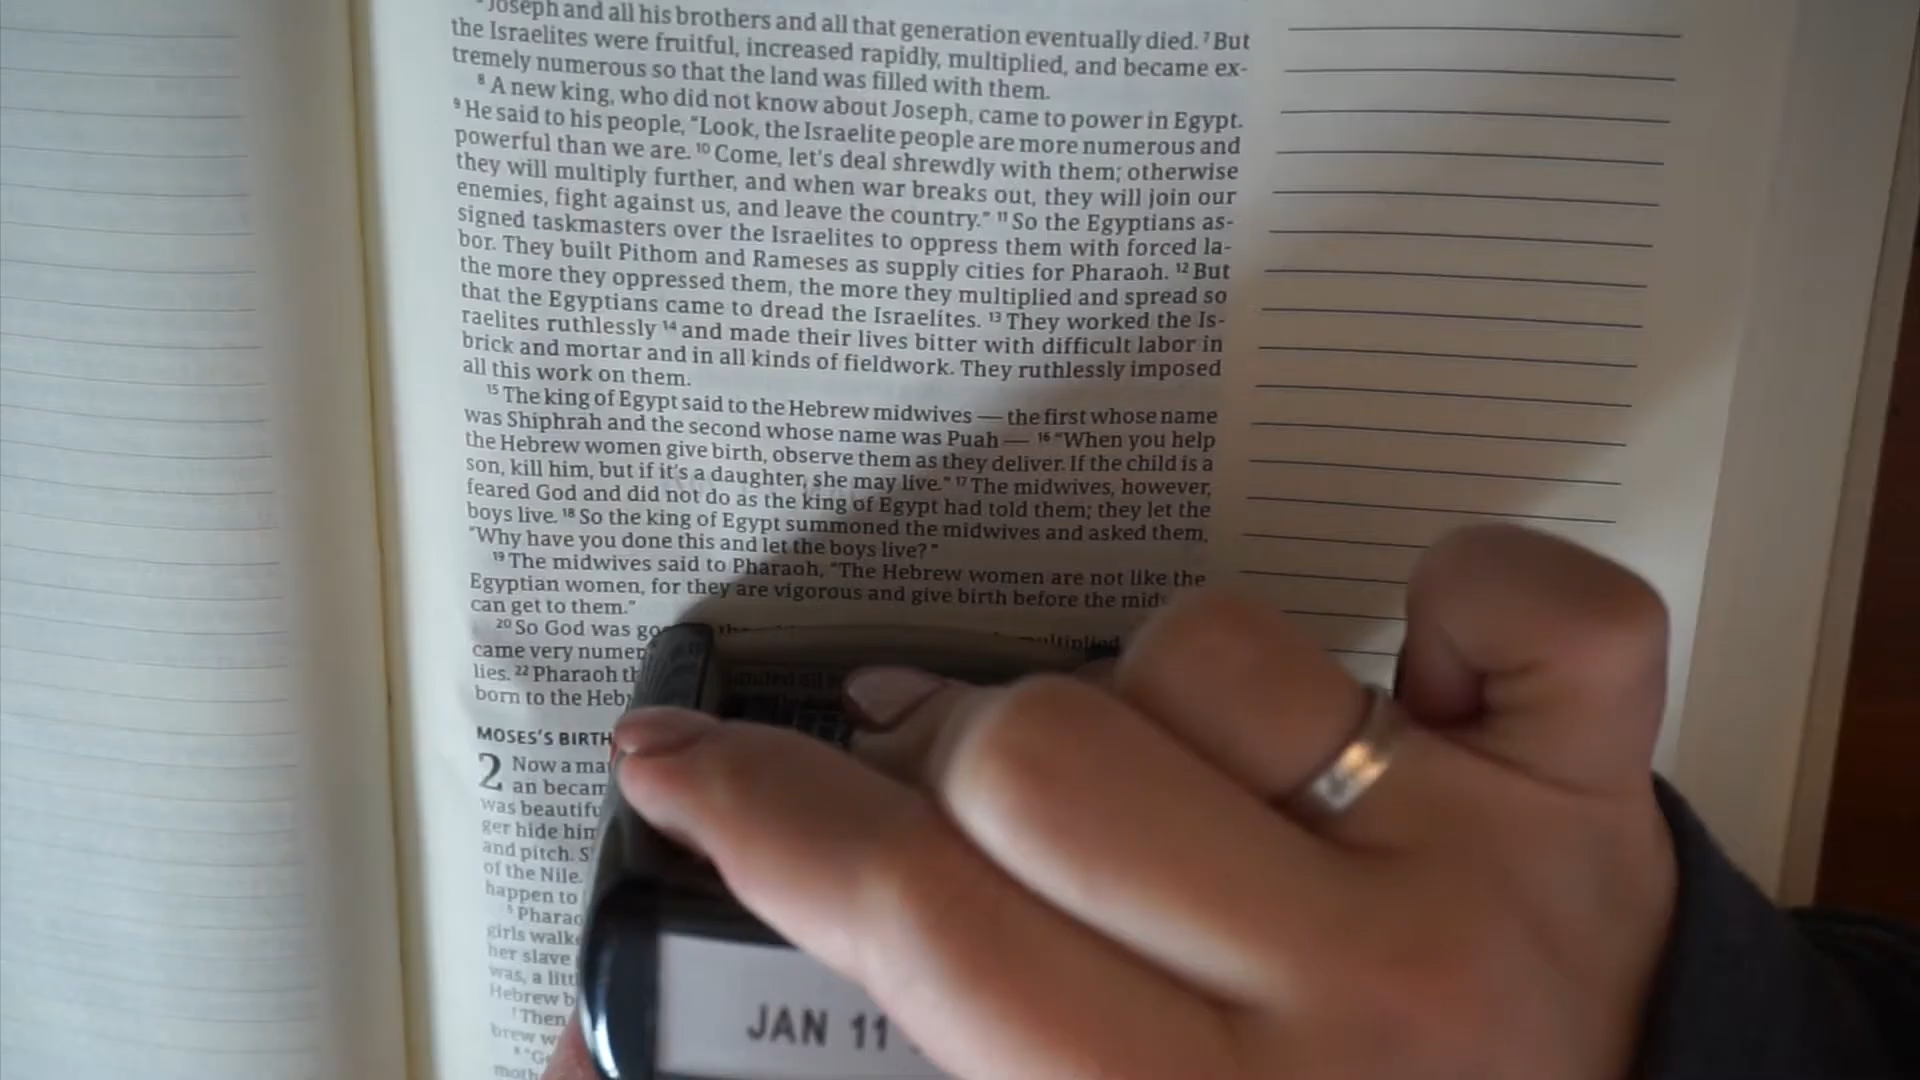 Joseph and all his brothers and all that generation eventually died. ⁷ But
the Israelites were fruitful, increased rapidly, multiplied, and became ex-
tremely numerous so that the land was filled with them.
⁸ A new king, who did not know about Joseph, came to power in Egypt.
⁹ He said to his people, “Look, the Israelite people are more numerous and
powerful than we are. ¹⁰ Come, let's deal shrewdly with them; otherwise
they will multiply further, and when war breaks out, they will join our
enemies, fight against us, and leave the country.” ¹¹ So the Egyptians as-
signed taskmasters over the Israelites to oppress them with forced la-
bor. They built Pithom and Rameses as supply cities for Pharaoh. ¹² But
the more they oppressed them, the more they multiplied and spread so
that the Egyptians came to dread the Israelites. ¹³ They worked the Is-
raelites ruthlessly ¹⁴ and made their lives bitter with difficult labor in
brick and mortar and in all kinds of fieldwork. They ruthlessly imposed
all this work on them.
¹⁵ The king of Egypt said to the Hebrew midwives — the first whose name
was Shiphrah and the second whose name was Puah — ¹⁶ “When you help
the Hebrew women give birth, observe them as they deliver. If the child is a
son, kill him, but if it's a daughter, she may live.” ¹⁷ The midwives, however,
feared God and did not do as the king of Egypt had told them; they let the
boys live. ¹⁸ So the king of Egypt summoned the midwives and asked them,
“Why have you done this and let the boys live?”
¹⁹ The midwives said to Pharaoh, “The Hebrew women are not like the
Egyptian women, for they are vigorous and give birth before the mid
can get to them.”
²⁰ So God was go the multiplied
came very numer
lies. ²² Pharaoh th
born to the Heb
MOSES'S BIRTH
2 Now a ma
an becam
was beautifu
ger hide him
and pitch. S
of the Nile.
happen to
⁵ Pharao
girls walk
her slave
was, a litt
Hebrew b
Then
brew w
JAN 11